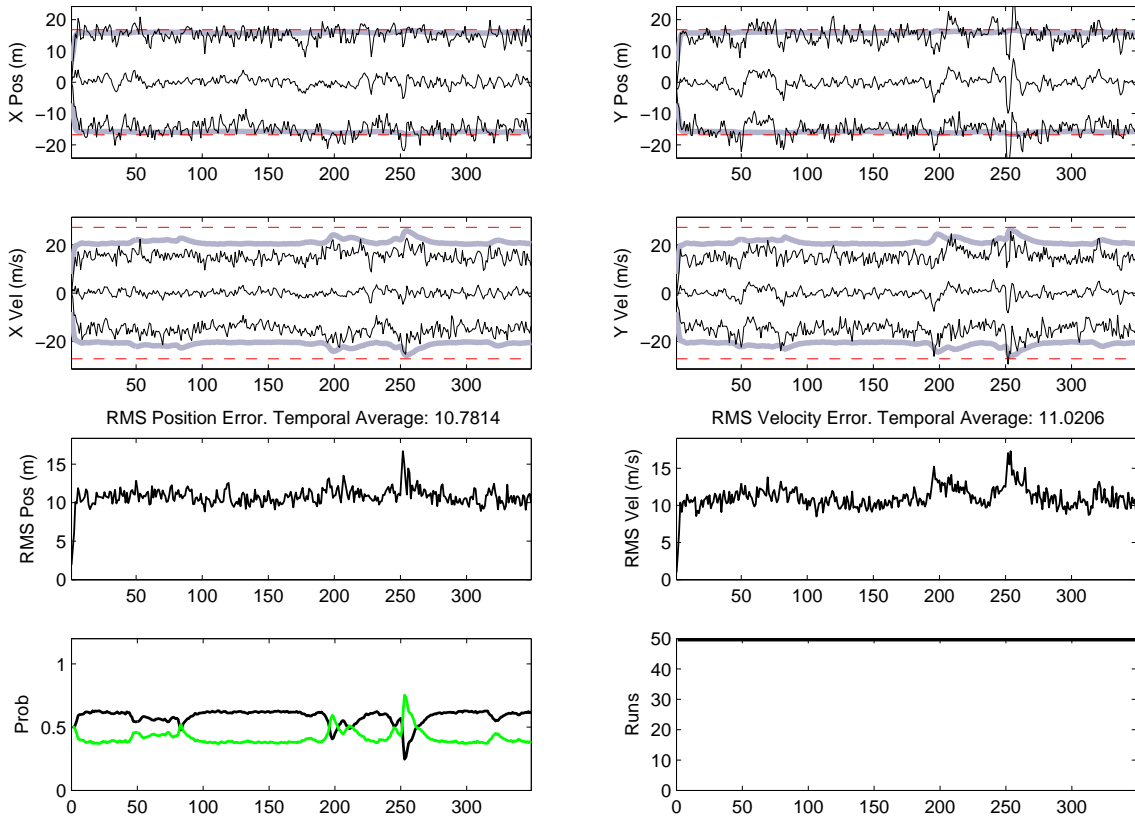 20
10
0
−10
−20
X Pos (m)
50 100 150 200 250 300
20
10
0
−10
−20
Y Pos (m)
50 100 150 200 250 300
20
0
−20
X Vel (m/s)
50 100 150 200 250 300
20
0
−20
Y Vel (m/s)
50 100 150 200 250 300
RMS Position Error. Temporal Average: 10.7814
15
10
5
0
RMS Pos (m)
50 100 150 200 250 300
RMS Velocity Error. Temporal Average: 11.0206
15
10
5
0
RMS Vel (m/s)
50 100 150 200 250 300
1
0.5
0
Prob
0 50 100 150 200 250 300
50
40
30
20
10
0
Runs
0 50 100 150 200 250 300